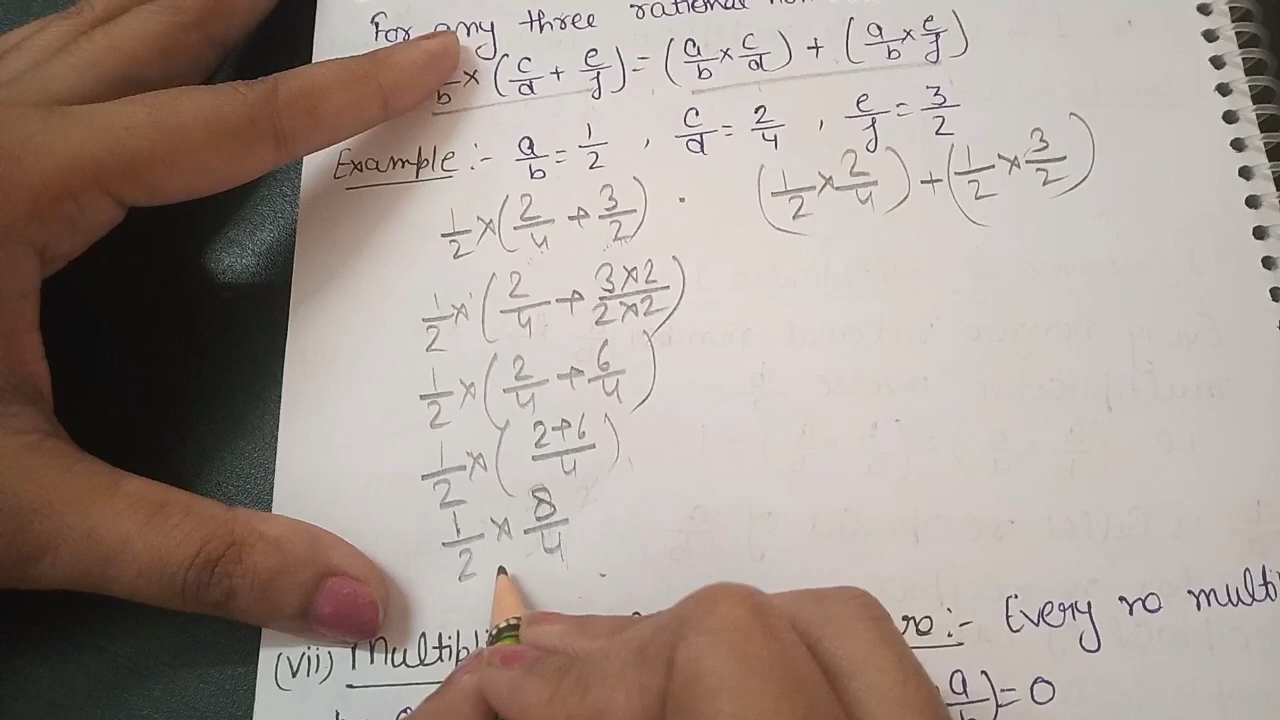 For any three rational
b × (c/d + e/f) = (a/b × c/d) + (a/b × e/f)
Example :- a/b = 1/2 , c/d = 2/4 , e/f = 3/2
1/2 × (2/4 + 3/2) . (1/2 × 2/4) + (1/2 × 3/2)
1/2 × (2/4 + 3×2/2×2)
1/2 × (2/4 + 6/4)
1/2 × (2+6/4)
1/2 × 8/4
(vii) ro :- Every no multi
a/b) = 0